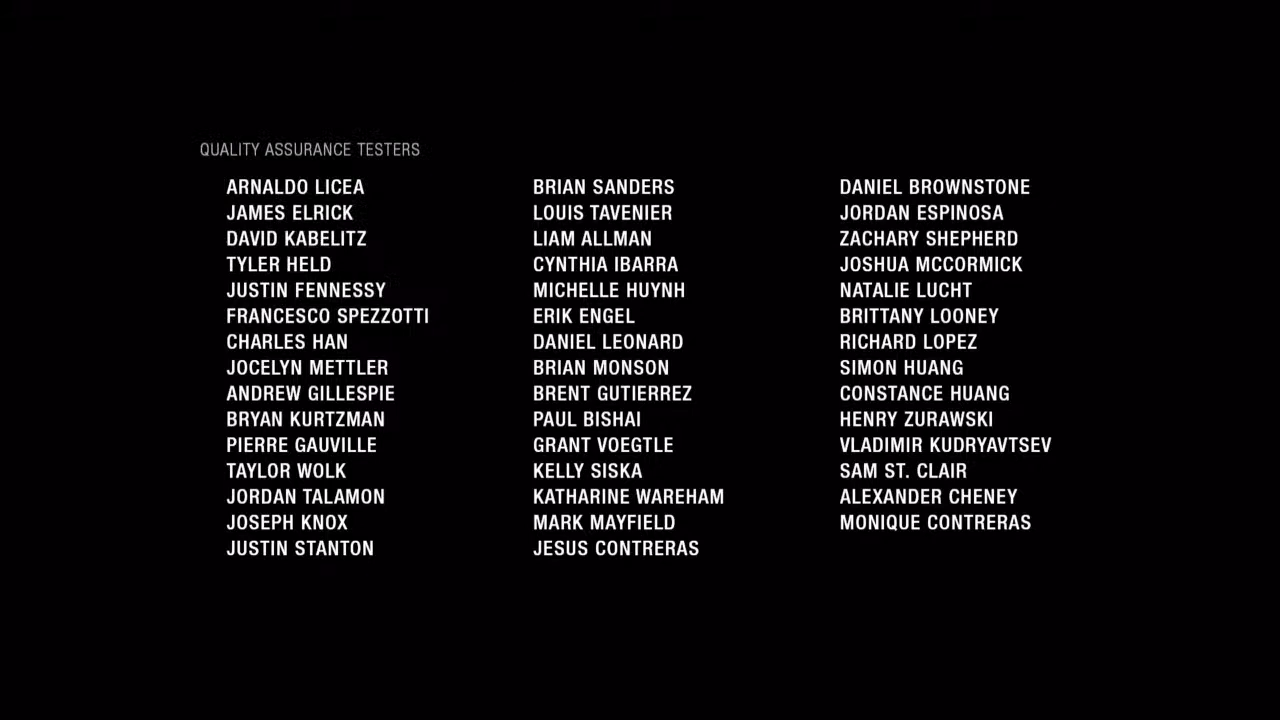 QUALITY ASSURANCE TESTERS
ARNALDO LICEA
JAMES ELRICK
DAVID KABELITZ
TYLER HELD
JUSTIN FENNESSY
FRANCESCO SPEZZOTTI
CHARLES HAN
JOCELYN METTLER
ANDREW GILLESPIE
BRYAN KURTZMAN
PIERRE GAUVILLE
TAYLOR WOLK
JORDAN TALAMON
JOSEPH KNOX
JUSTIN STANTON
BRIAN SANDERS
LOUIS TAVENIER
LIAM ALLMAN
CYNTHIA IBARRA
MICHELLE HUYNH
ERIK ENGEL
DANIEL LEONARD
BRIAN MONSON
BRENT GUTIERREZ
PAUL BISHAI
GRANT VOEGTLE
KELLY SISKA
KATHARINE WAREHAM
MARK MAYFIELD
JESUS CONTRERAS
DANIEL BROWNSTONE
JORDAN ESPINOSA
ZACHARY SHEPHERD
JOSHUA MCCORMICK
NATALIE LUCHT
BRITTANY LOONEY
RICHARD LOPEZ
SIMON HUANG
CONSTANCE HUANG
HENRY ZURAWSKI
VLADIMIR KUDRYAVTSEV
SAM ST. CLAIR
ALEXANDER CHENEY
MONIQUE CONTRERAS